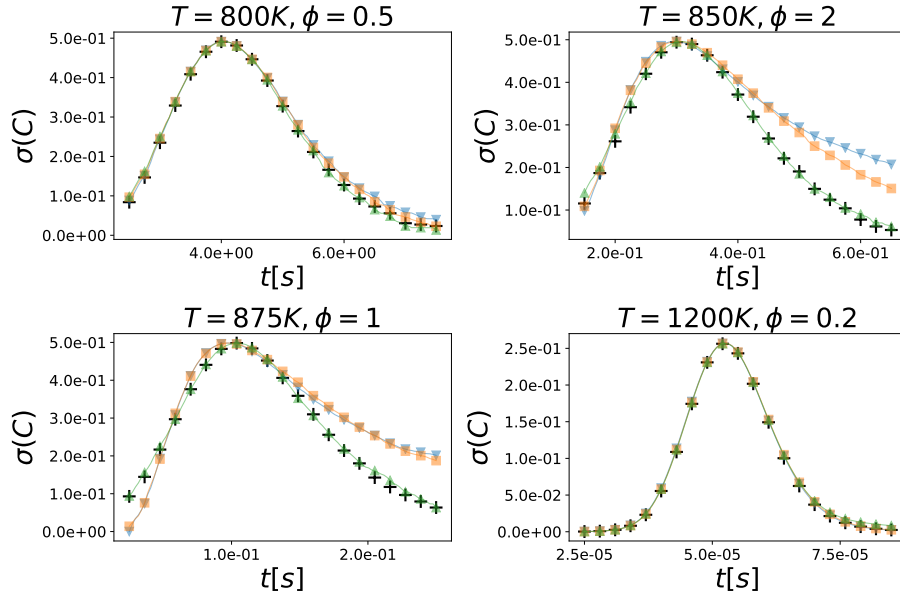 T = 800K, ϕ = 0.5
5.0e-01
4.0e-01
3.0e-01
2.0e-01
1.0e-01
0.0e+00
σ(C)
4.0e+00 6.0e+00
t[s]
T = 850K, ϕ = 2
5.0e-01
4.0e-01
3.0e-01
2.0e-01
1.0e-01
σ(C)
2.0e-01 4.0e-01 6.0e-01
t[s]
T = 875K, ϕ = 1
5.0e-01
4.0e-01
3.0e-01
2.0e-01
1.0e-01
0.0e+00
σ(C)
1.0e-01 2.0e-01
t[s]
T = 1200K, ϕ = 0.2
2.5e-01
2.0e-01
1.5e-01
1.0e-01
5.0e-02
0.0e+00
σ(C)
2.5e-05 5.0e-05 7.5e-05
t[s]